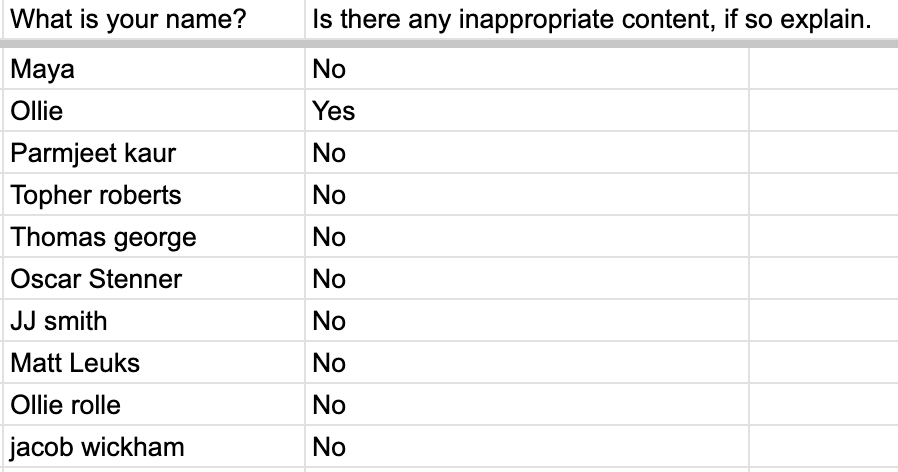 What is your name? Is there any inappropriate content, if so explain.
Maya No
Ollie Yes
Parmjeet kaur No
Topher roberts No
Thomas george No
Oscar Stenner No
JJ smith No
Matt Leuks No
Ollie rolle No
jacob wickham No